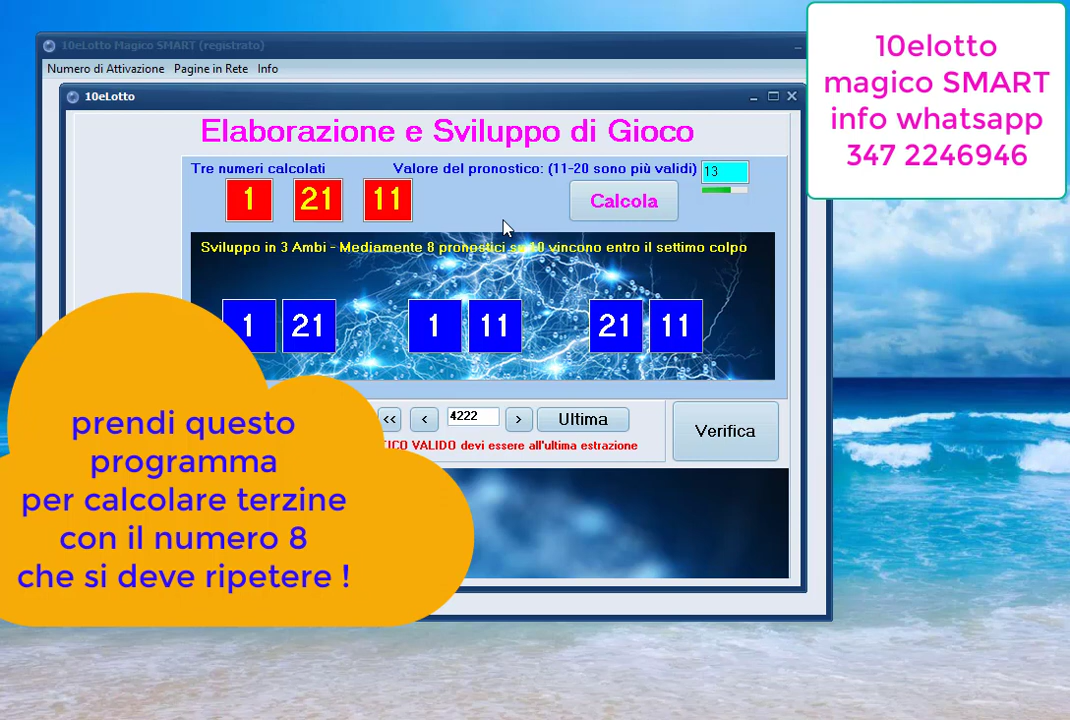 10eLotto Magico SMART (registrato)
Numero di Attivazione Pagine in Rete Info
10eLotto
Elaborazione e Sviluppo di Gioco
Tre numeri calcolati
Valore del pronostico: (11-20 sono più validi) 13
1 21 11
Calcola
Sviluppo in 3 Ambi - Mediamente 8 pronostici su 10 vincono entro il settimo colpo
1 21 1 11 21 11
<< < 4222 > Ultima
Verifica
VALIDO devi essere all'ultima estrazione
10elotto
magico SMART
info whatsapp
347 2246946
prendi questo
programma
per calcolare terzine
con il numero 8
che si deve ripetere !